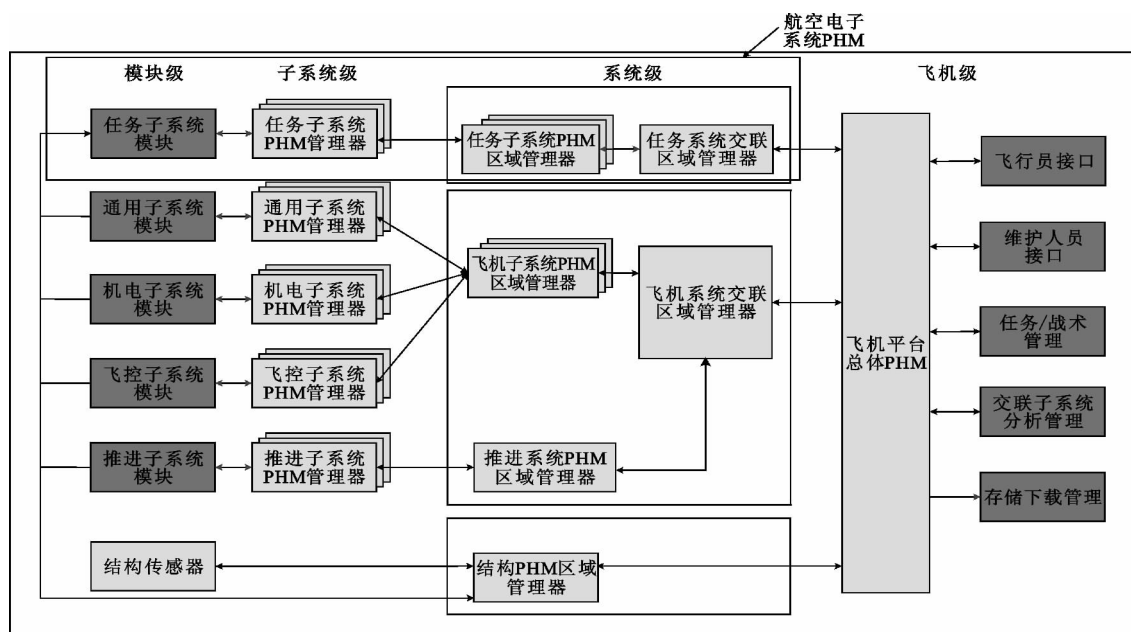 航空电子
系统PHM
模块级
子系统级
系统级
飞机级
任务子系统
模块
任务子系统
PHM管理器
任务子系统PHM
区域管理器
任务系统交联
区域管理器
通用子系统
模块
通用子系统
PHM管理器
机电子系统
模块
机电子系统
PHM管理器
飞机子系统PHM
区域管理器
飞机系统交联
区域管理器
飞控子系统
模块
飞控子系统
PHM管理器
推进子系统
模块
推进子系统
PHM管理器
推进系统PHM
区域管理器
结构传感器
结构PHM区域
管理器
飞机平台
总体PHM
飞行员接口
维护人员
接口
任务/战术
管理
交联子系统
分析管理
存储下载管理